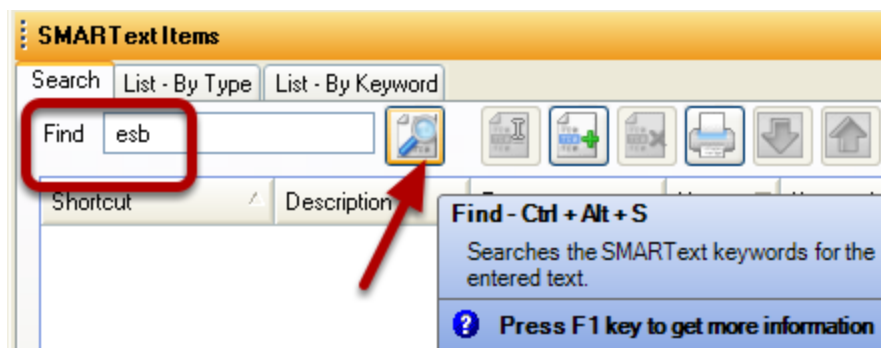 SMARText Items
Search List - By Type List - By Keyword
Find esb
Shortcut Description
Find - Ctrl + Alt + S
Searches the SMARText keywords for the
entered text.
Press F1 key to get more information